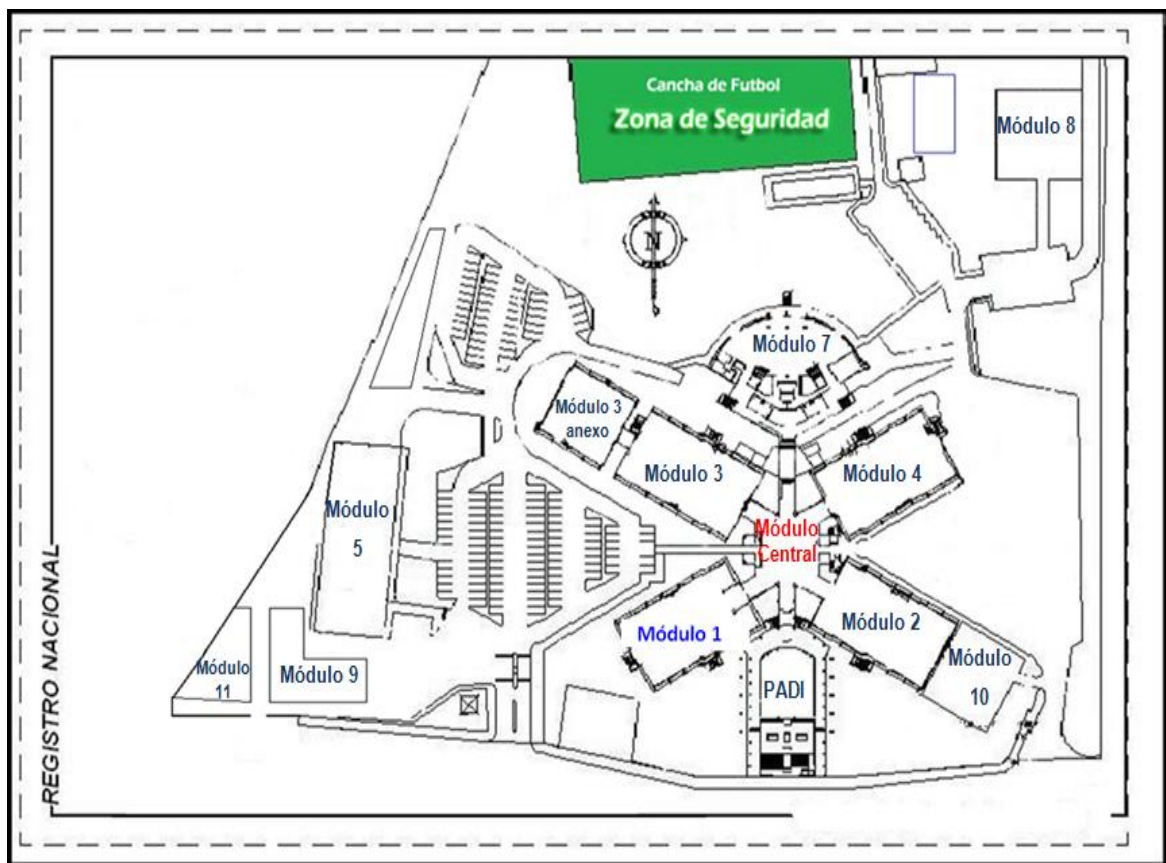 Cancha de Futbol
Zona de Seguridad
Módulo 8
N
Módulo 7
Módulo 3
anexo
Módulo 3
Módulo 4
Módulo
5
Módulo
Central
Módulo 1
Módulo 2
Módulo
10
Módulo
11
Módulo 9
PADI
REGISTRO NACIONAL